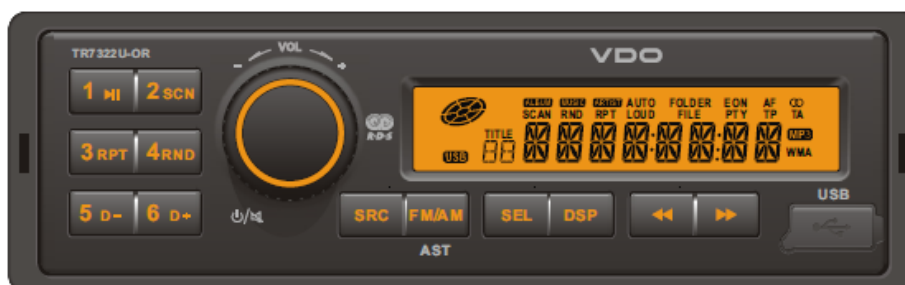 TR7322U-OR
VOL
- +
VDO
1 2 SCN
3 RPT 4 RND
5 D- 6 D+
R·D·S
ALBUM MUSIC ARTIST AUTO FOLDER EON AF
SCAN RND RPT LOUD FILE PTY TP TA
TITLE
MP3
USB
WMA
SRC FM/AM SEL DSP
AST
USB